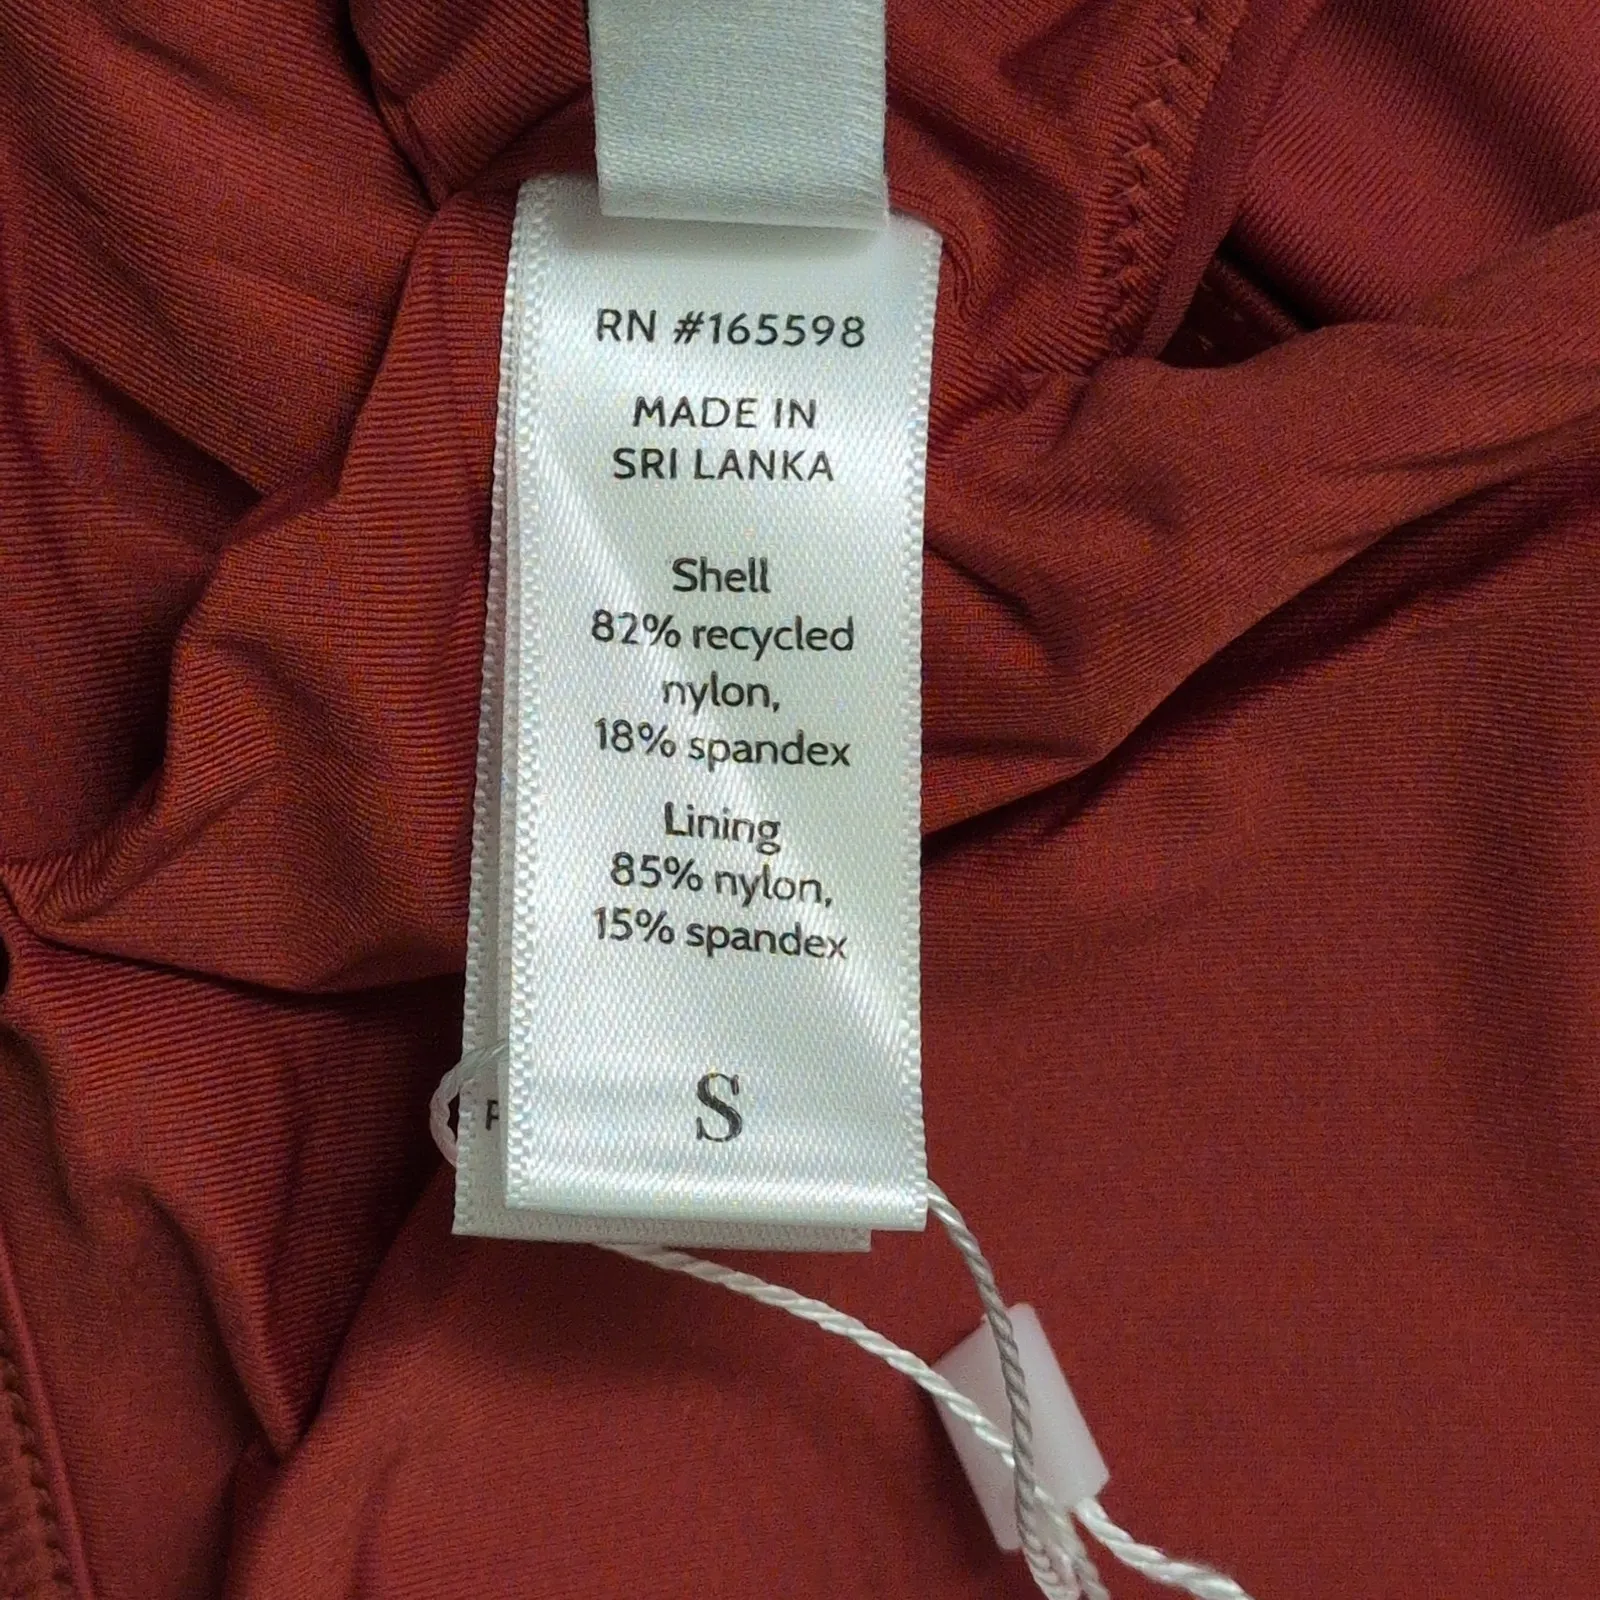 RN #165598
MADE IN
SRI LANKA
Shell
82% recycled
nylon,
18% spandex
Lining
85% nylon,
15% spandex
S